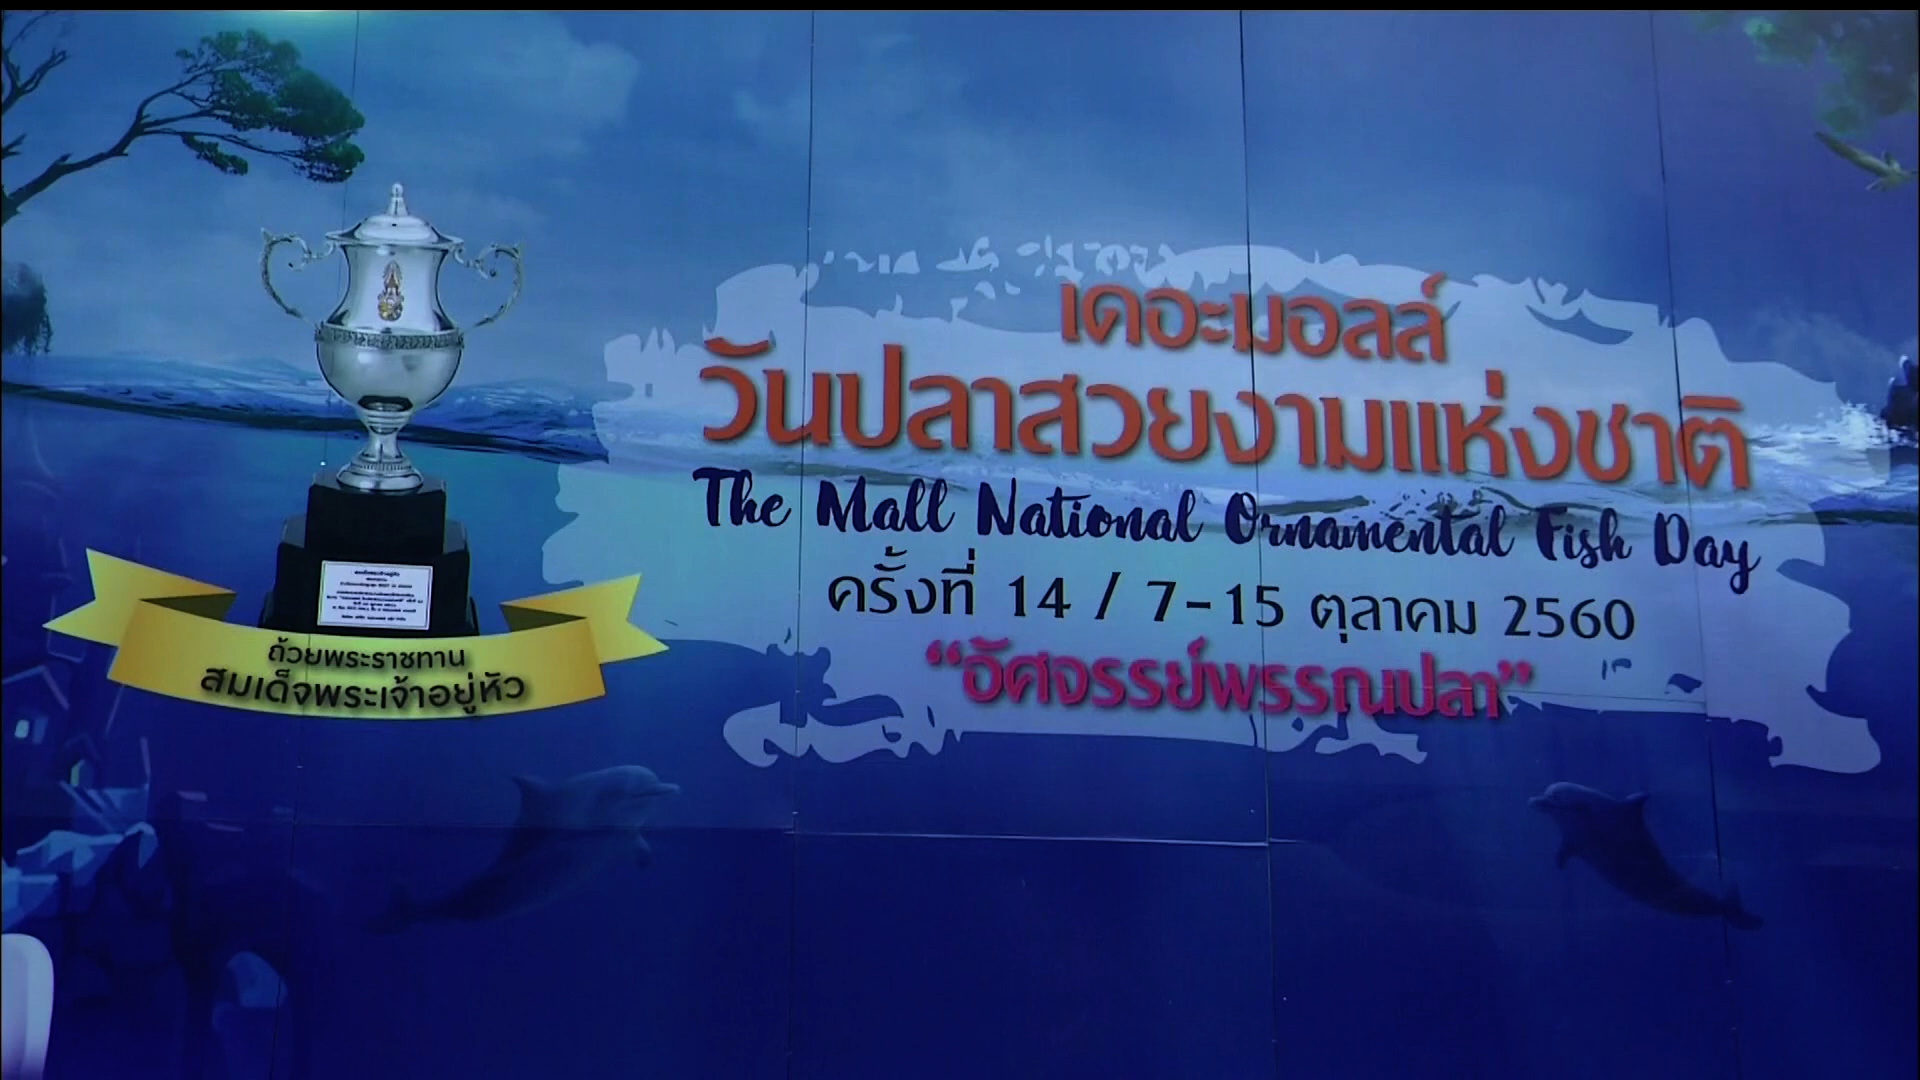 เดอะมอลล์
วันปลาสวยงามแห่งชาติ
The Mall National Ornamental Fish Day
ครั้งที่ 14 / 7-15 ตุลาคม 2560
“อัศจรรย์พรรณปลา”
ถ้วยพระราชทาน
สมเด็จพระเจ้าอยู่หัว